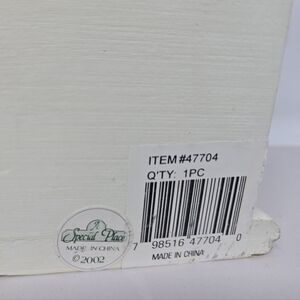 ITEM #47704
Q'TY: 1PC
7 98516 47704 0
MADE IN CHINA
A
Special Place
MADE IN CHINA
© 2002